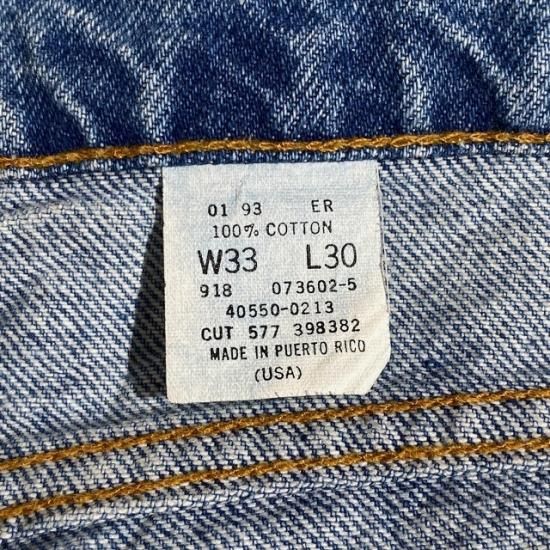 01 93 ER
100% COTTON
W33 L30
918 073602-5
40550-0213
CUT 577 398382
MADE IN PUERTO RICO
(USA)